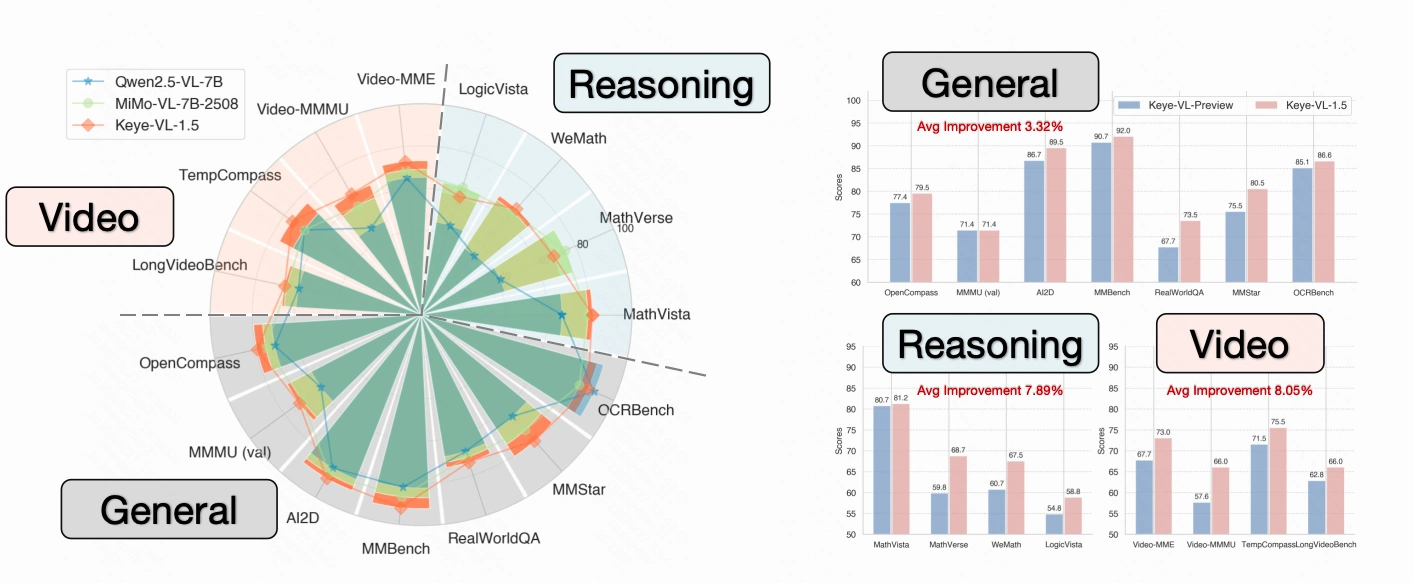 Qwen2.5-VL-7B
MiMo-VL-7B-2508
Keye-VL-1.5
Video-MME
Video-MMMU
TempCompass
LongVideoBench
Video
Reasoning
LogicVista
WeMath
MathVerse
100
80
MathVista
OCRBench
MMStar
RealWorldQA
MMBench
AI2D
MMMU (val)
OpenCompass
General
General
Keye-VL-Preview
Keye-VL-1.5
Avg Improvement 3.32%
Scores
100
95
90
85
80
75
70
65
60
77.4 79.5
71.4 71.4
86.7 89.5
90.7 92.0
67.7 73.5
75.5 80.5
85.1 86.6
OpenCompass MMMU (val) AI2D MMBench RealWorldQA MMStar OCRBench
Reasoning
Avg Improvement 7.89%
Scores
95
90
85
80
75
70
65
60
55
50
80.7 81.2
59.8 68.7
60.7 67.5
54.8 58.8
MathVista MathVerse WeMath LogicVista
Video
Avg Improvement 8.05%
Scores
95
90
85
80
75
70
65
60
55
50
67.7 73.0
57.6 66.0
71.5 75.5
62.8 66.0
Video-MME Video-MMMU TempCompass LongVideoBench